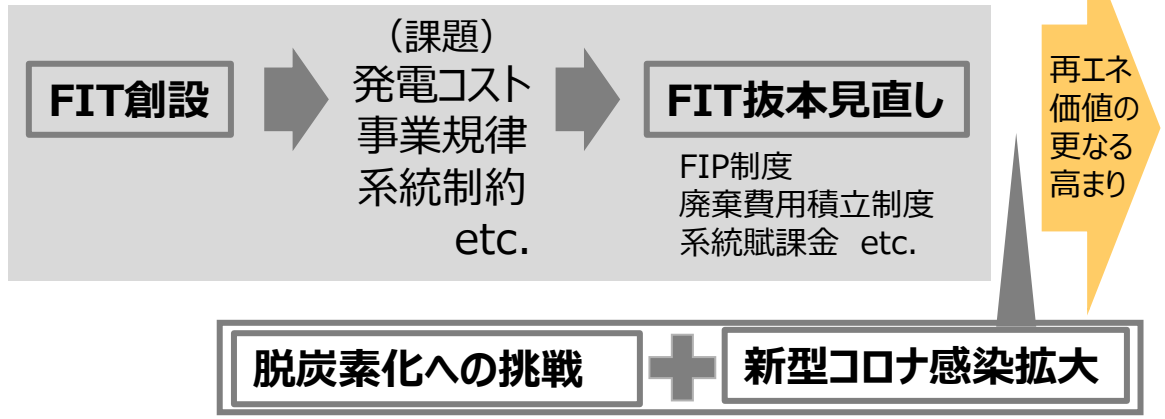 FIT創設
（課題）
発電コスト
事業規律
系統制約
etc.
FIT抜本見直し
FIP制度
廃棄費用積立制度
系統賦課金 etc.
再エネ
価値の
更なる
高まり
脱炭素化への挑戦
新型コロナ感染拡大